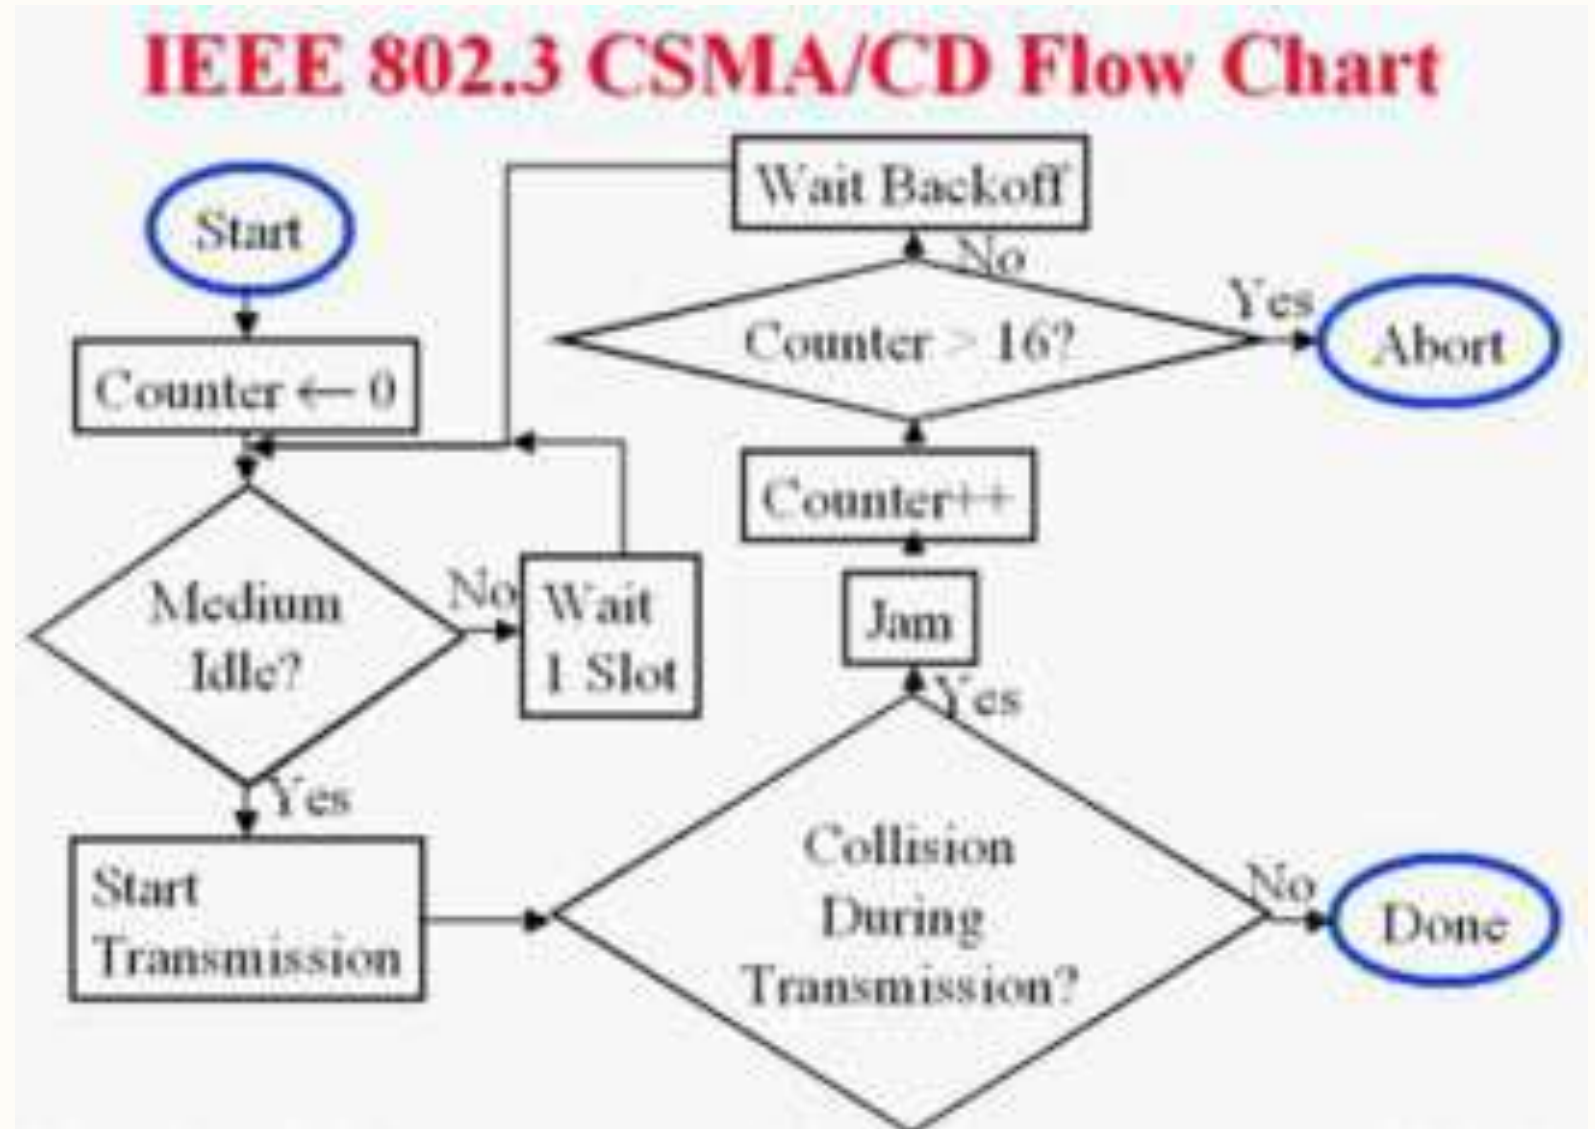 IEEE 802.3 CSMA/CD Flow Chart
Start
Counter ← 0
Medium
Idle?
No
Wait
1 Slot
Yes
Start
Transmission
Collision
During
Transmission?
No
Done
Yes
Jam
Counter++
Counter > 16?
Yes
Abort
No
Wait Backoff